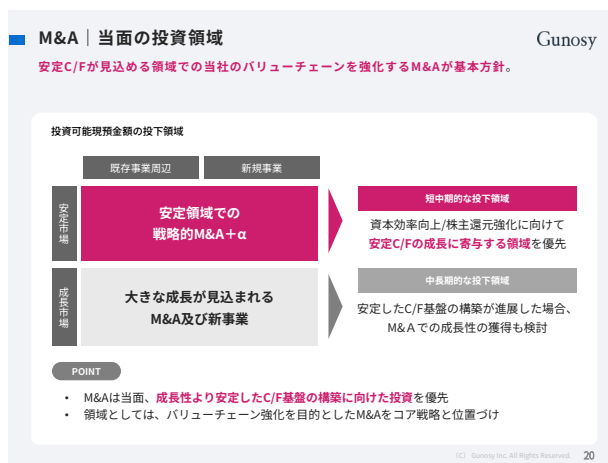 M&A｜当面の投資領域
Gunosy
安定C/Fが見込める領域での当社のバリューチェーンを強化するM&Aが基本方針。
投資可能現預金額の投下領域
既存事業周辺
新規事業
安定市場
安定領域での
戦略的M&A＋α
短中期的な投下領域
資本効率向上/株主還元強化に向けて
安定C/Fの成長に寄与する領域を優先
成長市場
大きな成長が見込まれる
M&A及び新事業
中長期的な投下領域
安定したC/F基盤の構築が進展した場合、
M&Aでの成長性の獲得も検討
POINT
• M&Aは当面、成長性より安定したC/F基盤の構築に向けた投資を優先
• 領域としては、バリューチェーン強化を目的としたM&Aをコア戦略と位置づけ
（C） Gunosy Inc. All Rights Reserved. 20